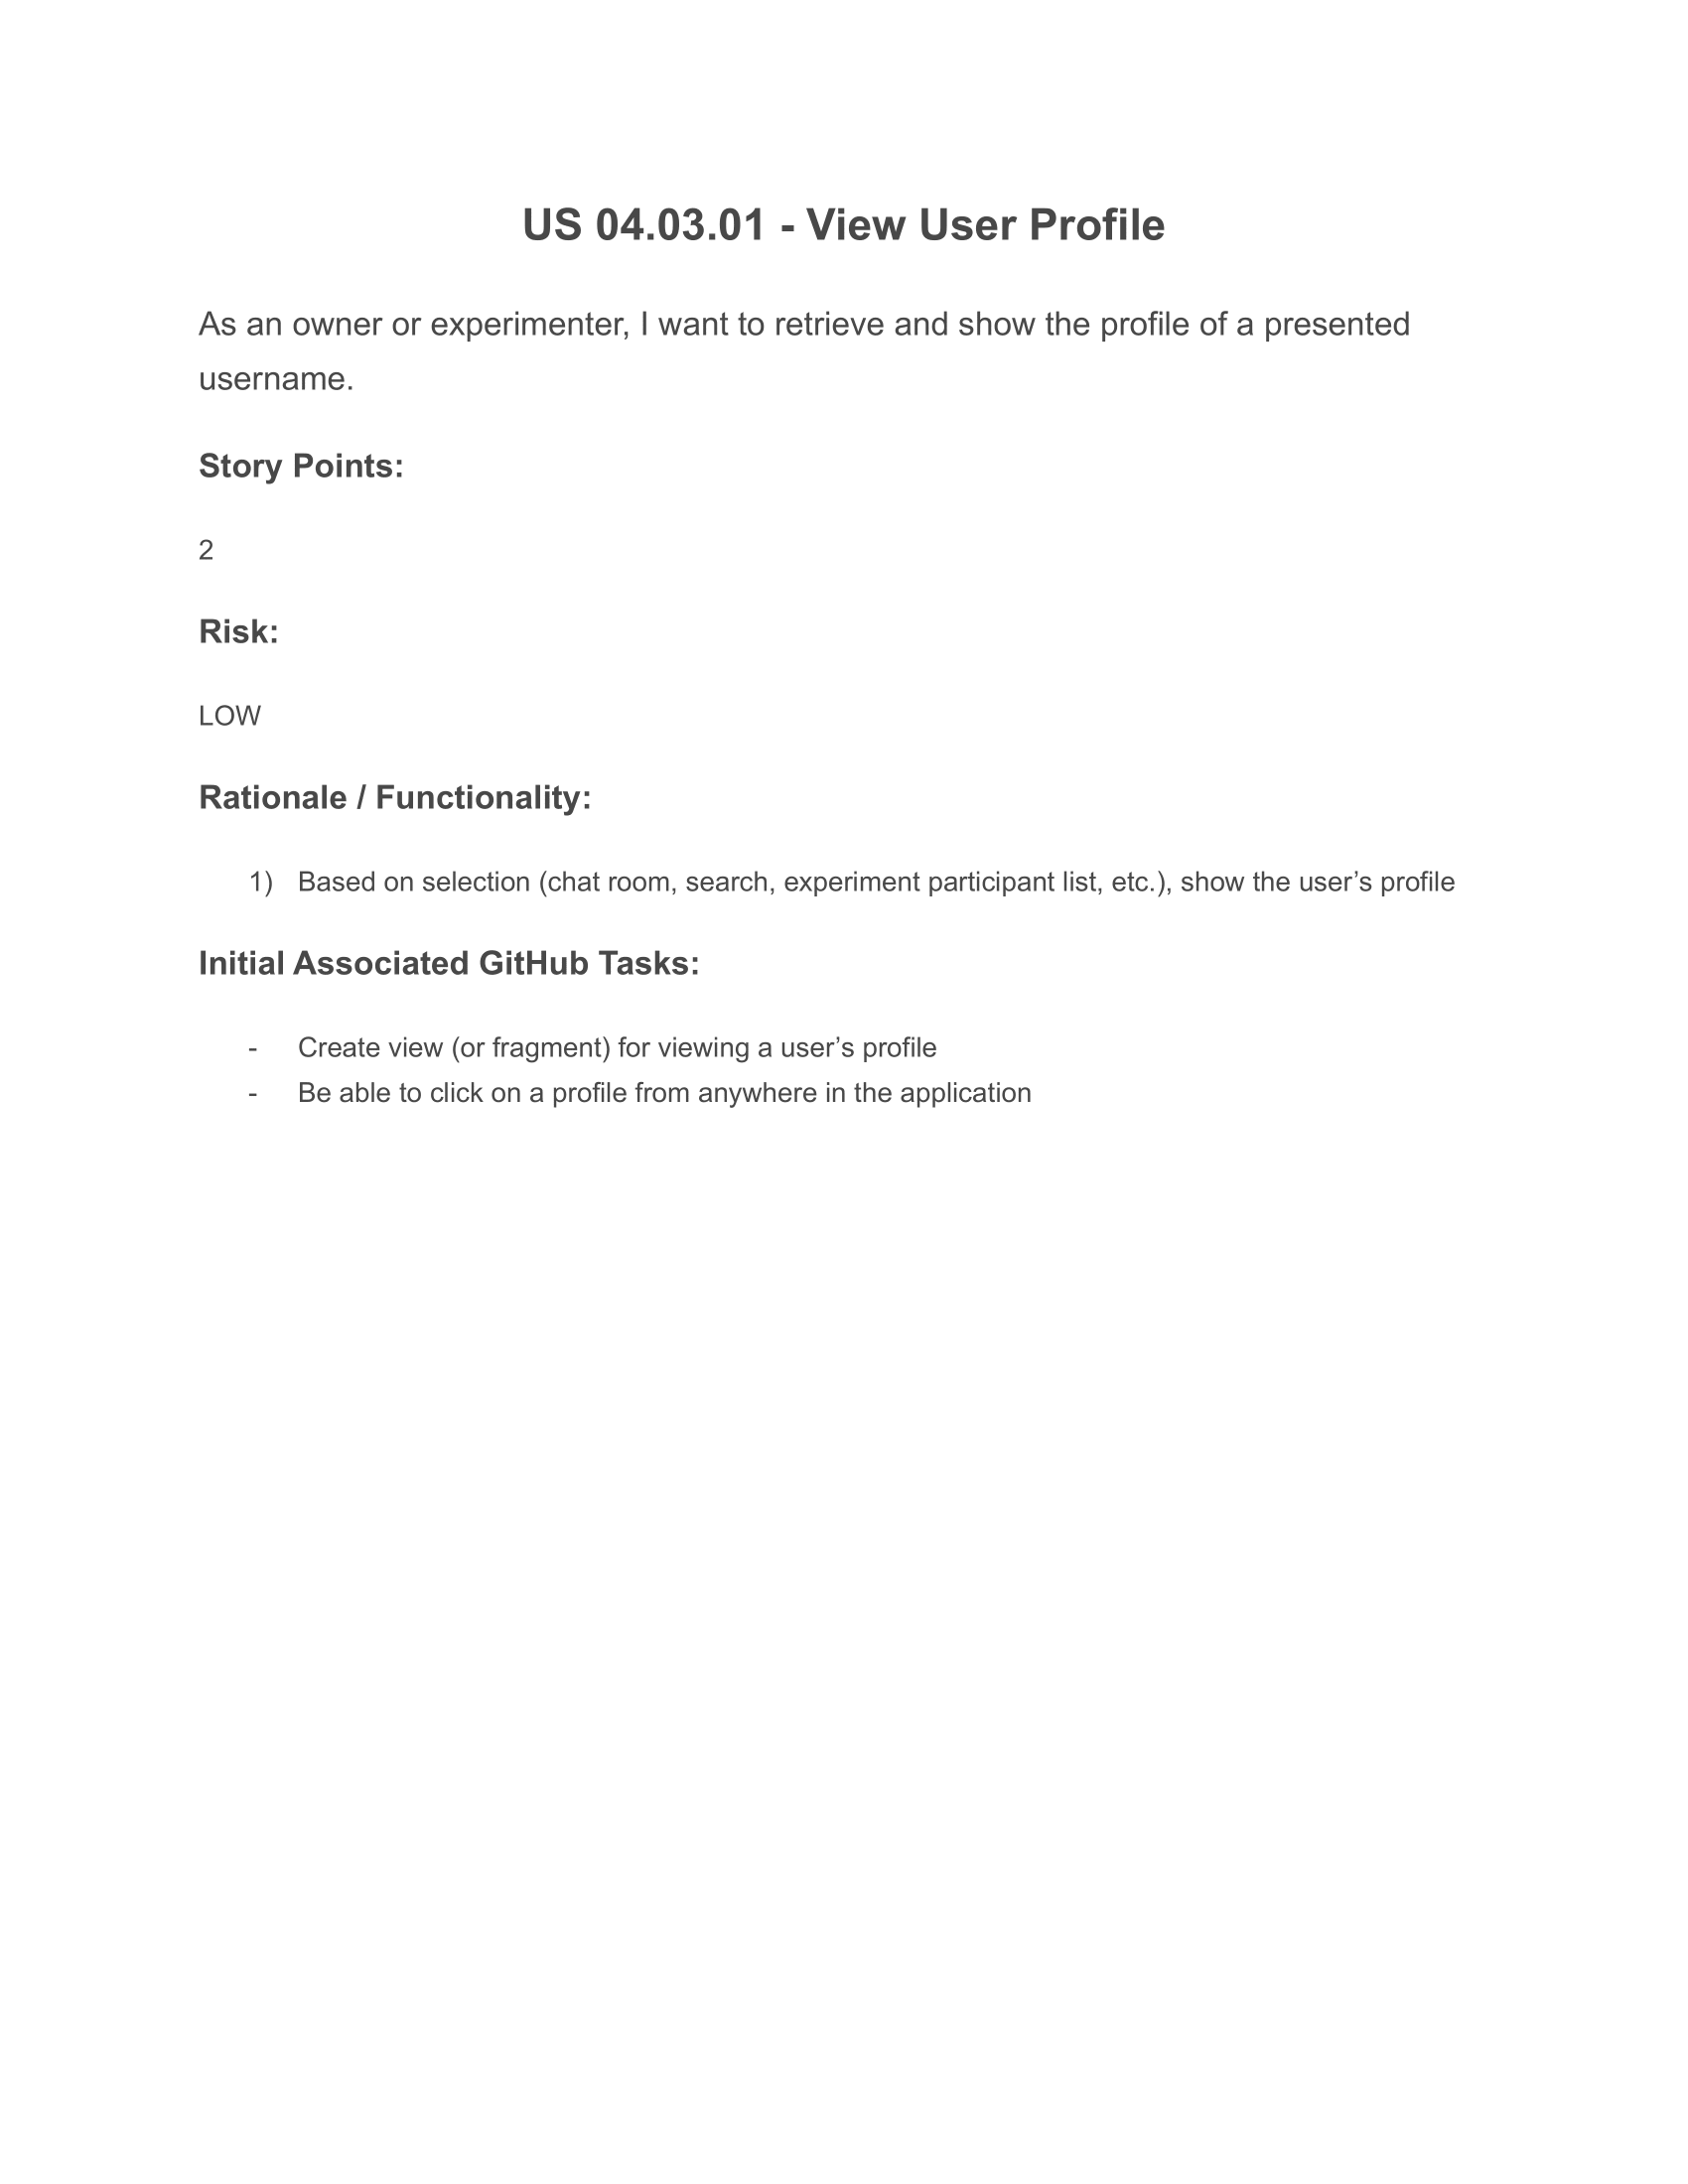 US 04.03.01 - View User Profile
As an owner or experimenter, I want to retrieve and show the profile of a presented
username.
Story Points:
2
Risk:
LOW
Rationale / Functionality:
1) Based on selection (chat room, search, experiment participant list, etc.), show the user’s profile
Initial Associated GitHub Tasks:
- Create view (or fragment) for viewing a user’s profile
- Be able to click on a profile from anywhere in the application